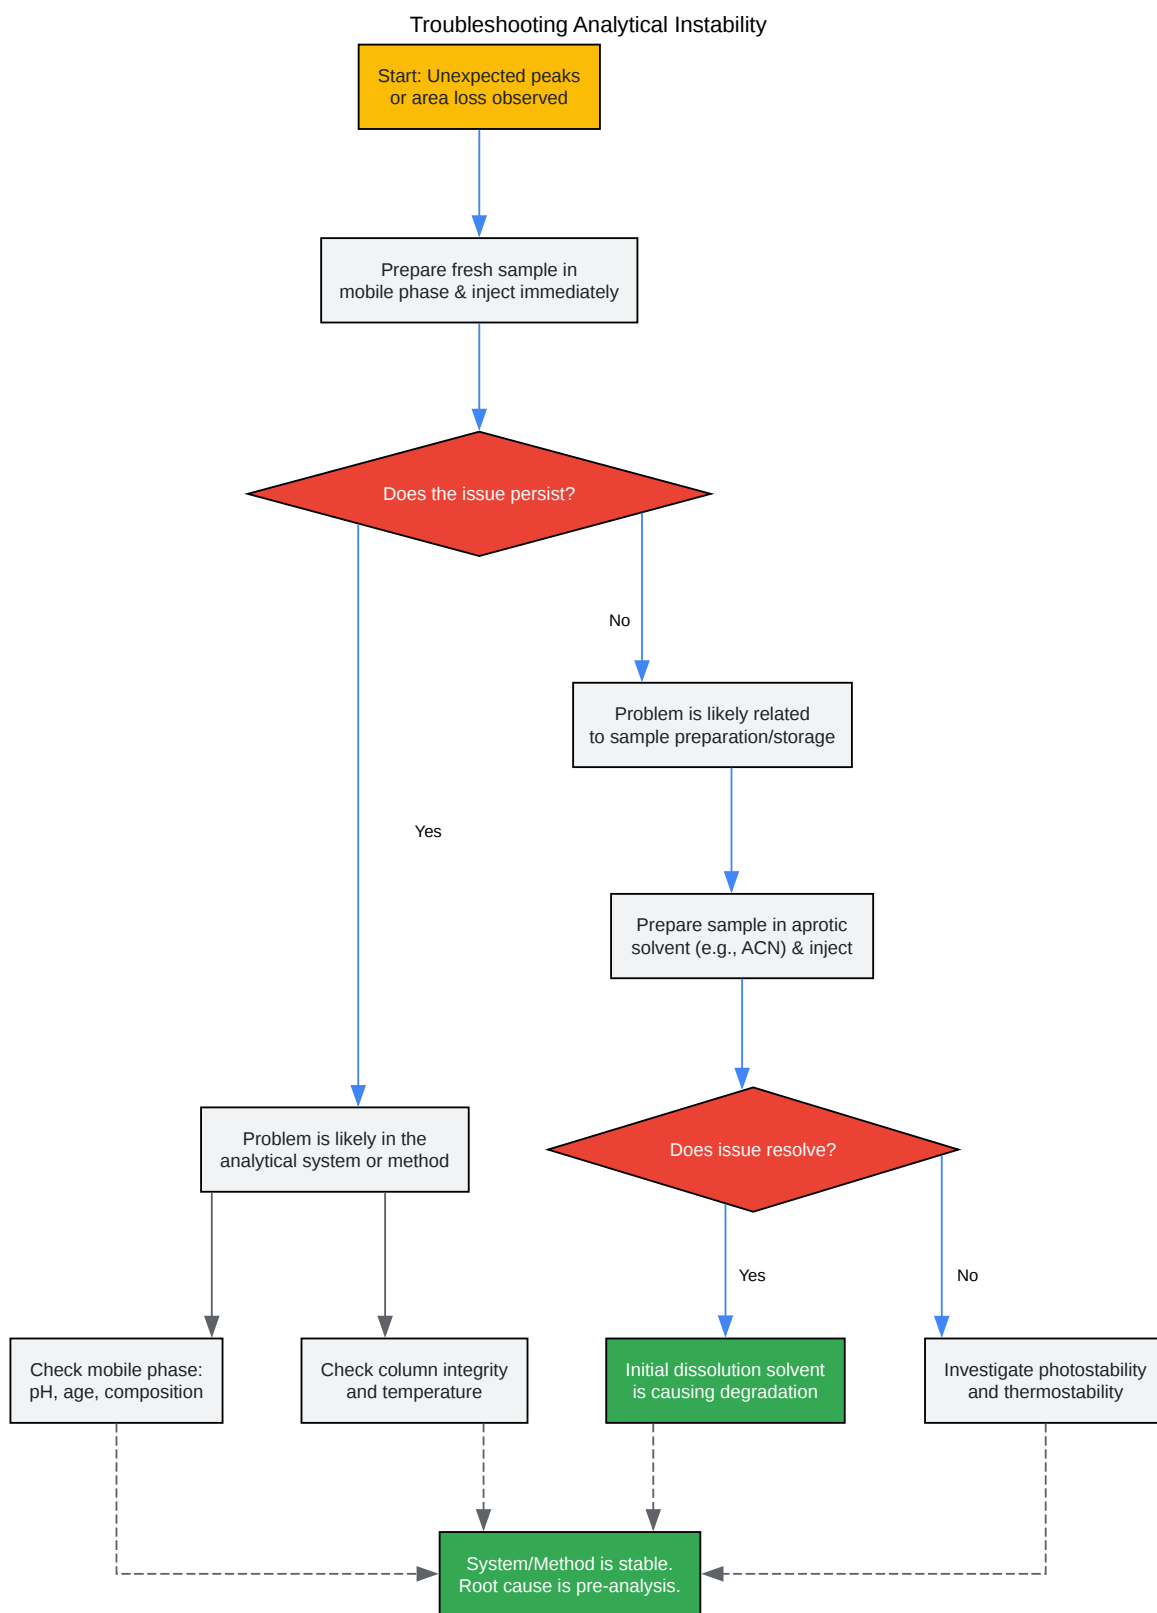 Troubleshooting Analytical Instability
Start: Unexpected peaks
or area loss observed
Prepare fresh sample in
mobile phase & inject immediately
Does the issue persist?
No
Problem is likely related
to sample preparation/storage
Yes
Prepare sample in aprotic
solvent (e.g., ACN) & inject
Problem is likely in the
analytical system or method
Does issue resolve?
Yes
No
Check mobile phase:
pH, age, composition
Check column integrity
and temperature
Initial dissolution solvent
is causing degradation
Investigate photostability
and thermostability
System/Method is stable.
Root cause is pre-analysis.